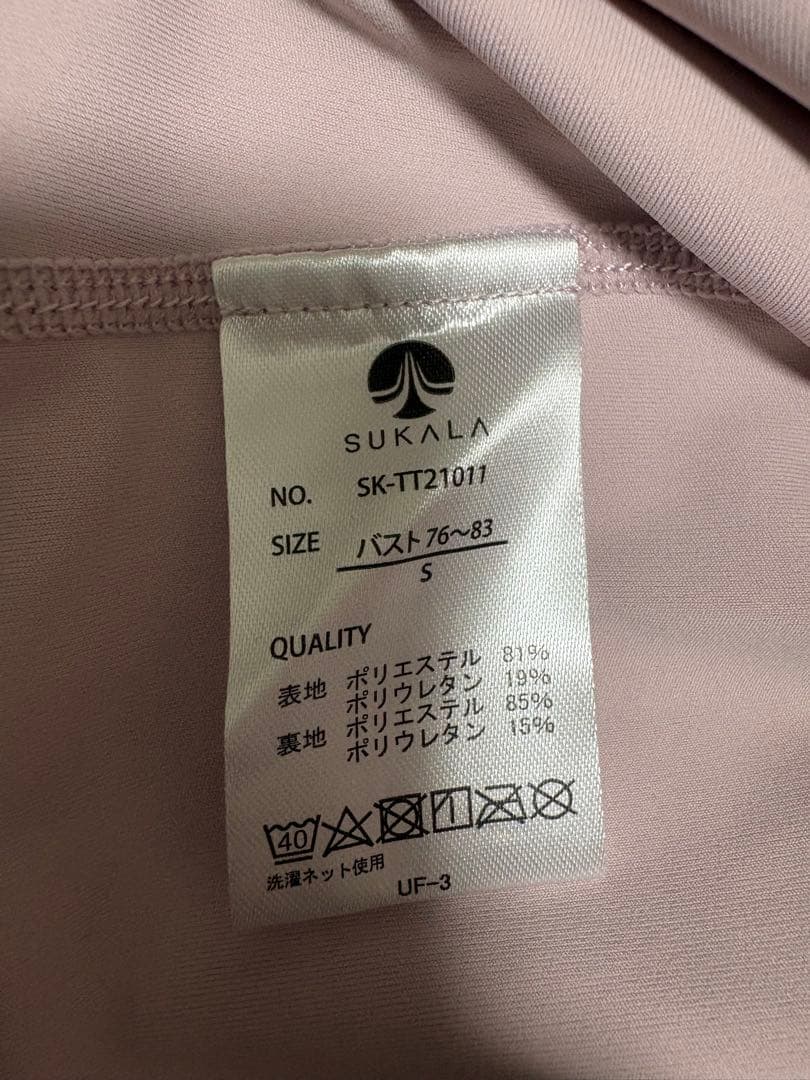 SUKALA
NO. SK-TT21011
SIZE バスト 76～83
S
QUALITY
表地 ポリエステル 81%
ポリウレタン 19%
裏地 ポリエステル 85%
ポリウレタン 15%
40
洗濯ネット使用
UF-3